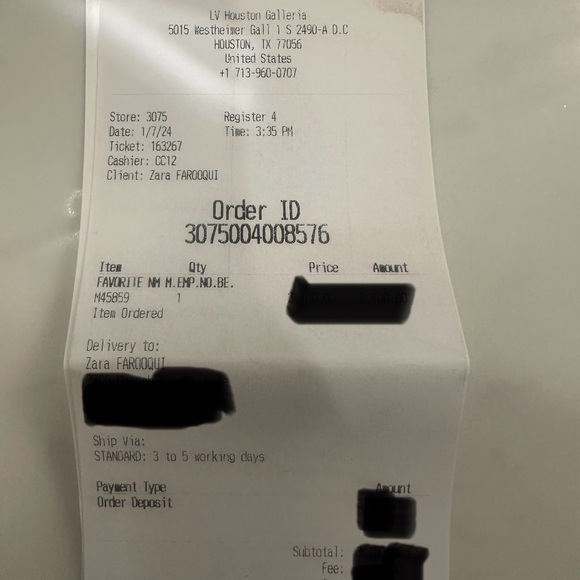 LV Houston Galleria
5015 Westheimer Gall 1 S 2490-A D.C
HOUSTON, TX 77056
United States
+1 713-960-0707
Store: 3075 Register 4
Date: 1/7/24 Time: 3:35 PM
Ticket: 163267
Cashier: CC12
Client: Zara FAROOQUI
Order ID
3075004008576
Item Qty Price Amount
FAVORITE NM M.EMP.NO.BE.
M45859 1
Item Ordered
Delivery to:
Zara FAROOQUI
Ship Via:
STANDARD: 3 to 5 working days
Payment Type Amount
Order Deposit
Subtotal:
Fee: